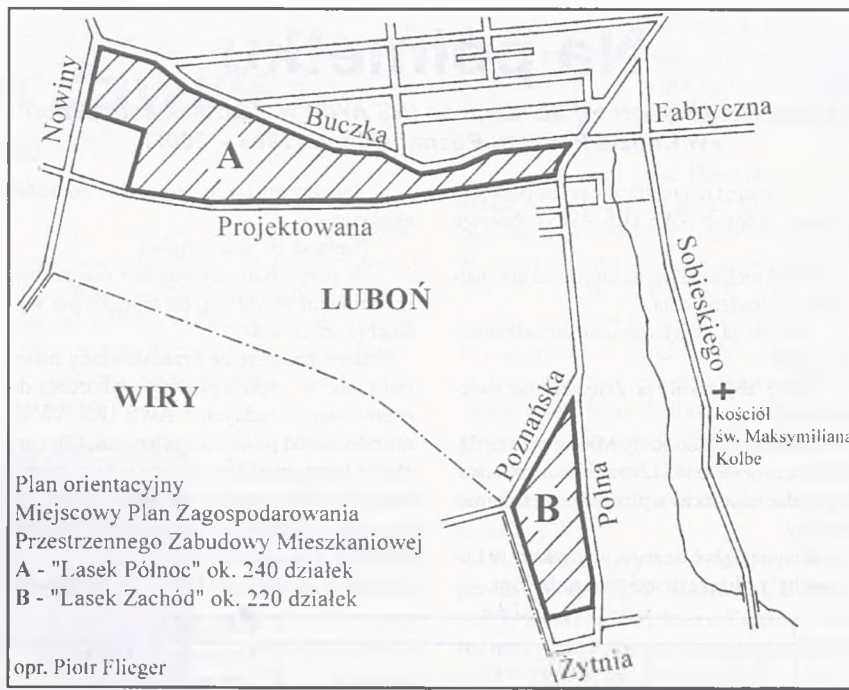 Nowiny
Buczka
Fabryczna
A
Projektowana
Sobieskiego
LUBOŃ
WIRY
Poznańska
kościół
św. Maksymiliana
Kolbe
B
Polna
Plan orientacyjny
Miejscowy Plan Zagospodarowania
Przestrzennego Zabudowy Mieszkaniowej
A - "Lasek Północ" ok. 240 działek
B - "Lasek Zachód" ok. 220 działek
Żytnia
opr. Piotr Flieger